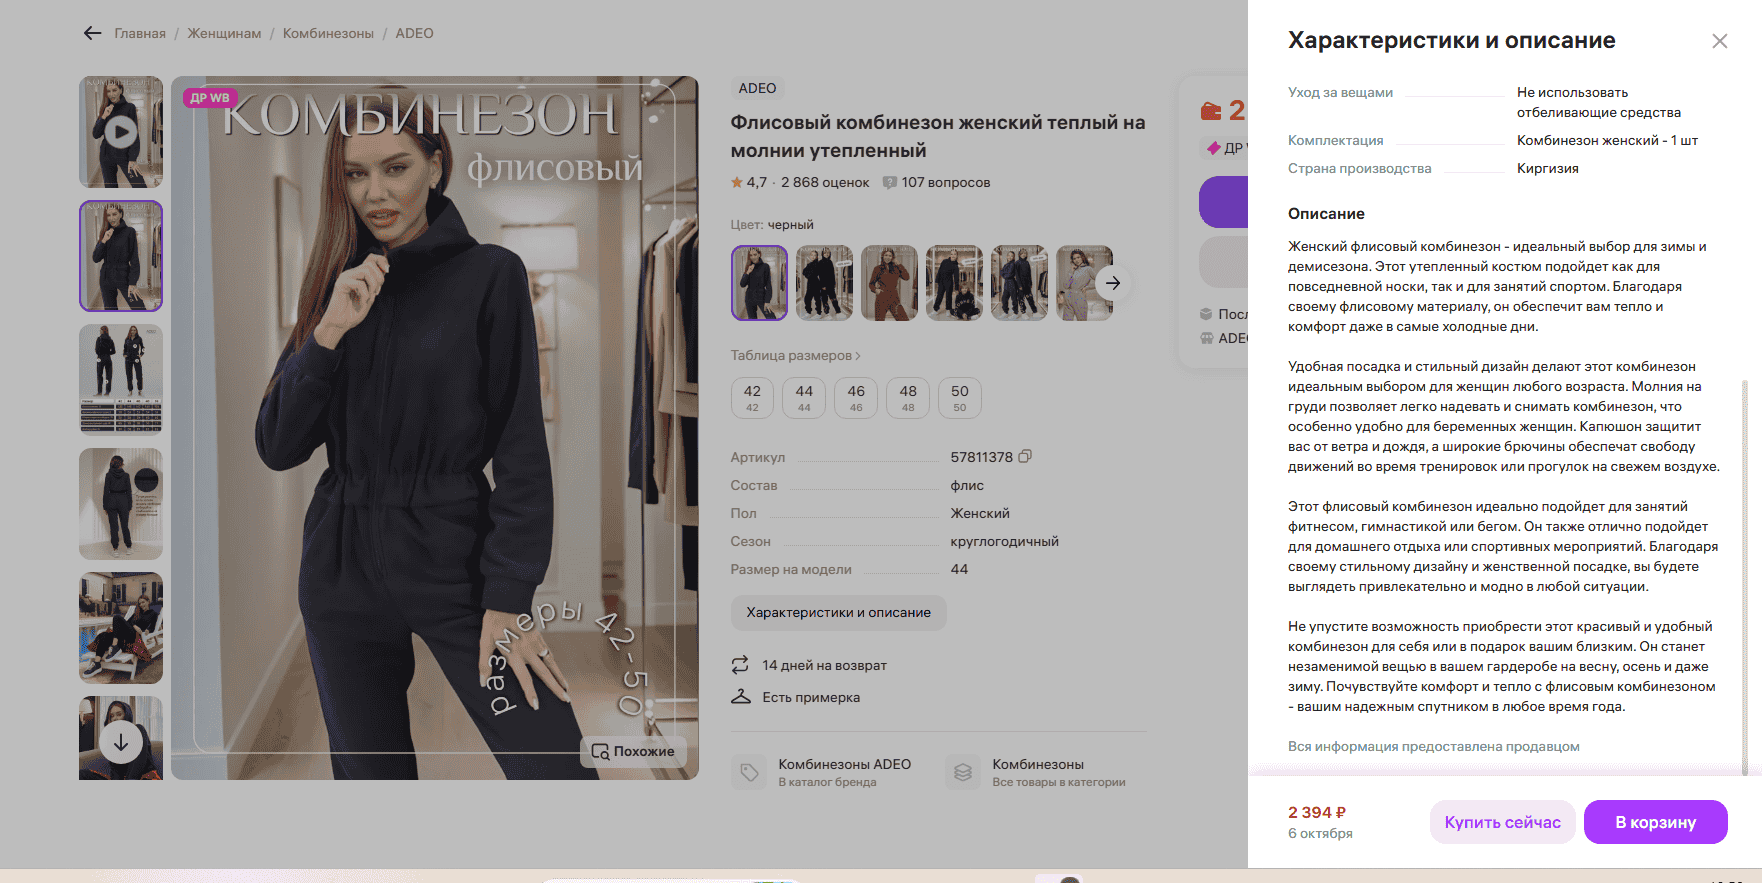 Главная / Женщинам / Комбинезоны / ADEO
ДР WB
КОМБИНЕЗОН
флисовый
размеры 42-50
Похожие
ADEO
Флисовый комбинезон женский теплый на
молнии утепленный
4,7 · 2 868 оценок 107 вопросов
Цвет: черный
Таблица размеров
42 44 46 48 50
42 44 46 48 50
Артикул 57811378
Состав флис
Пол Женский
Сезон круглогодичный
Размер на модели 44
Характеристики и описание
14 дней на возврат
Есть примерка
Комбинезоны ADEO
В каталог бренда
Комбинезоны
Все товары в категории
2
ДР
Посл
ADEO
Характеристики и описание
Уход за вещами Не использовать
отбеливающие средства
Комплектация Комбинезон женский - 1 шт
Страна производства Киргизия
Описание
Женский флисовый комбинезон - идеальный выбор для зимы и
демисезона. Этот утепленный костюм подойдет как для
повседневной носки, так и для занятий спортом. Благодаря
своему флисовому материалу, он обеспечит вам тепло и
комфорт даже в самые холодные дни.
Удобная посадка и стильный дизайн делают этот комбинезон
идеальным выбором для женщин любого возраста. Молния на
груди позволяет легко надевать и снимать комбинезон, что
особенно удобно для беременных женщин. Капюшон защитит
вас от ветра и дождя, а широкие брючины обеспечат свободу
движений во время тренировок или прогулок на свежем воздухе.
Этот флисовый комбинезон идеально подойдет для занятий
фитнесом, гимнастикой или бегом. Он также отлично подойдет
для домашнего отдыха или спортивных мероприятий. Благодаря
своему стильному дизайну и женственной посадке, вы будете
выглядеть привлекательно и модно в любой ситуации.
Не упустите возможность приобрести этот красивый и удобный
комбинезон для себя или в подарок вашим близким. Он станет
незаменимой вещью в вашем гардеробе на весну, осень и даже
зиму. Почувствуйте комфорт и тепло с флисовым комбинезоном
- вашим надежным спутником в любое время года.
Вся информация предоставлена продавцом
2 394 ₽
6 октября
Купить сейчас
В корзину